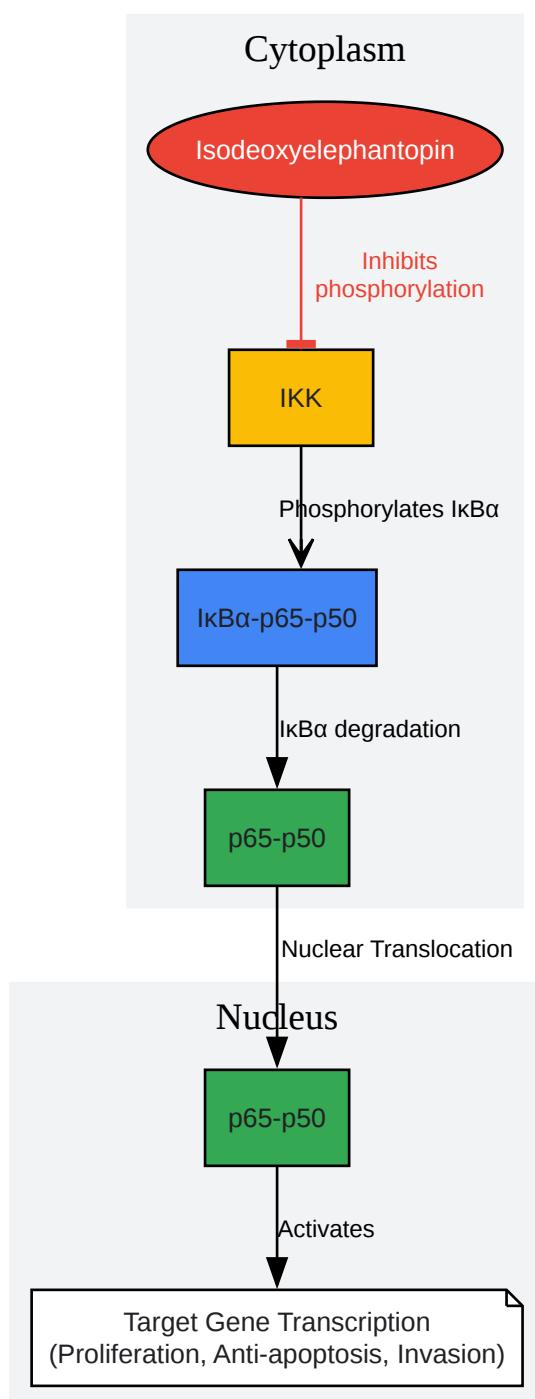 Cytoplasm
Isodeoxyelephantopin
Inhibits
phosphorylation
IKK
Phosphorylates IκBα
IκBα-p65-p50
IκBα degradation
p65-p50
Nuclear Translocation
Nucleus
p65-p50
Activates
Target Gene Transcription
(Proliferation, Anti-apoptosis, Invasion)